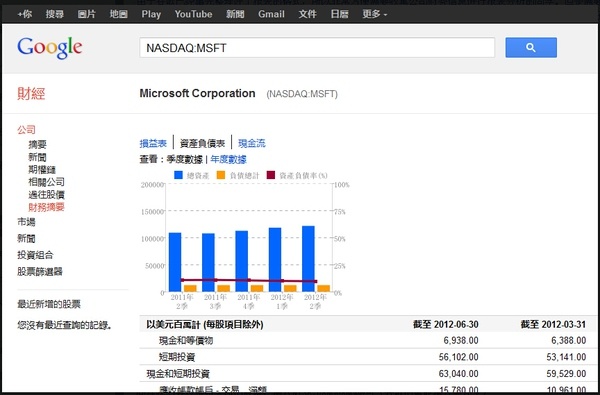 +你 搜尋 圖片 地圖 Play YouTube 新聞 Gmail 文件 日曆 更多
Google NASDAQ:MSFT
財經 Microsoft Corporation (NASDAQ:MSFT)
公司
摘要
新聞
期權鏈
相關公司
過往股價
財務摘要
市場
新聞
投資組合
股票篩選器
最近新增的股票
您沒有最近查詢的記錄。
損益表 | 資產負債表 | 現金流
查看：季度數據 | 年度數據
總資產 負債總計 資產負債率(%)
200000 100%
150000 75%
100000 50%
50000 25%
0 0%
2011年 2011年 2011年 2012年 2012年
2季 3季 4季 1季 2季
以美元百萬計 (每股項目除外) 截至 2012-06-30 截至 2012-03-31
現金和等價物 6,938.00 6,388.00
短期投資 56,102.00 53,141.00
現金和短期投資 63,040.00 59,529.00
應收帳款帳戶 - 交易，淨額 15,780.00 10,961.00